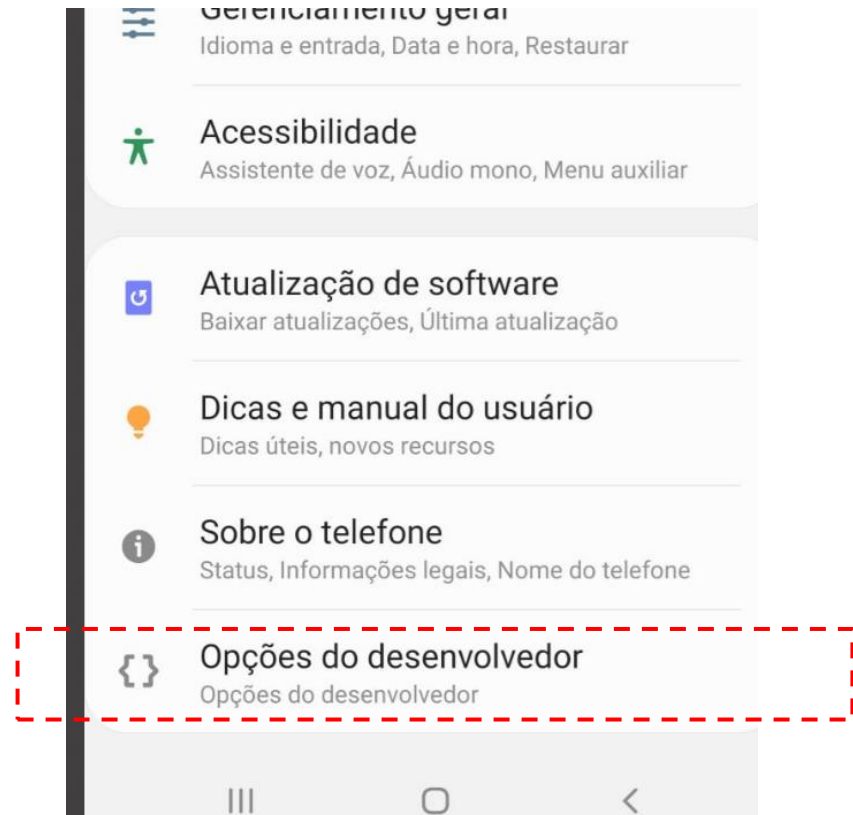 Gerenciamento geral
Idioma e entrada, Data e hora, Restaurar
Acessibilidade
Assistente de voz, Áudio mono, Menu auxiliar
Atualização de software
Baixar atualizações, Última atualização
Dicas e manual do usuário
Dicas úteis, novos recursos
Sobre o telefone
Status, Informações legais, Nome do telefone
Opções do desenvolvedor
Opções do desenvolvedor